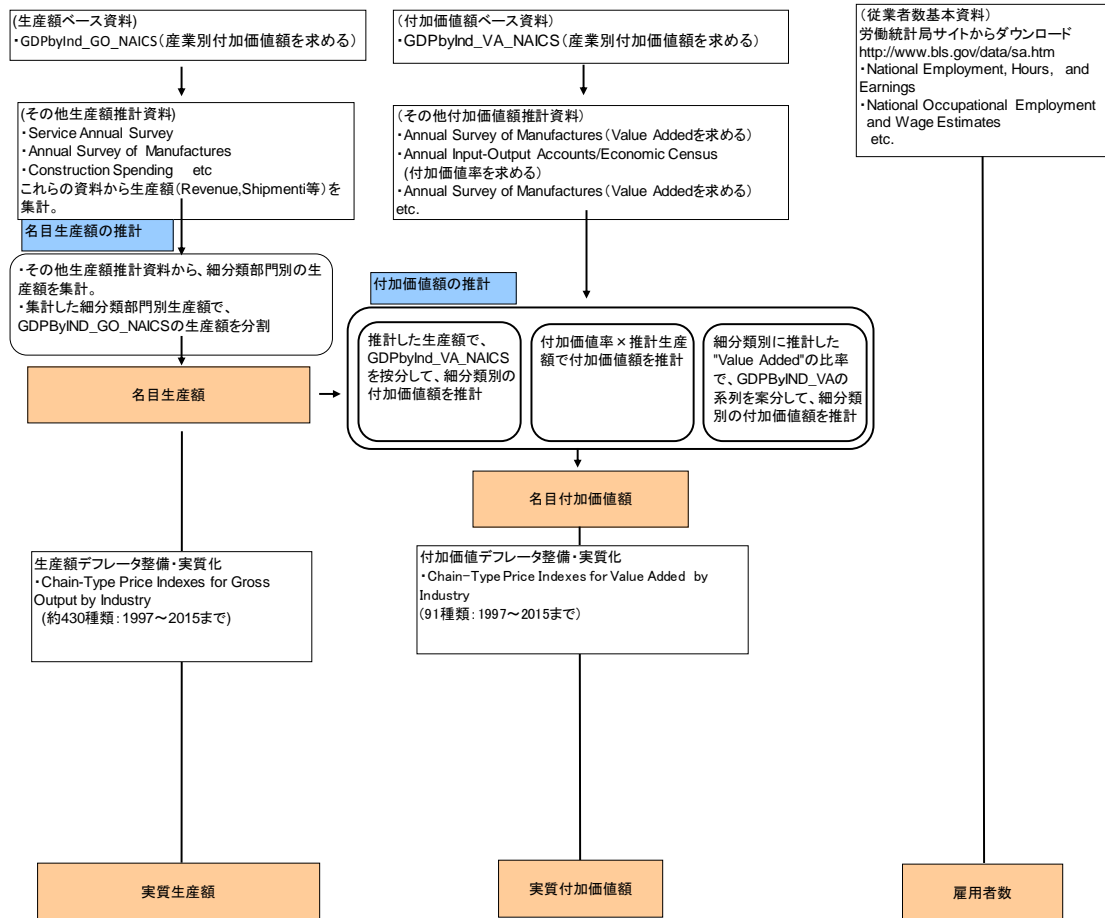 (生産額ベース資料)
・GDPbyInd_GO_NAICS(産業別付加価値額を求める)
(付加価値額ベース資料)
・GDPbyInd_VA_NAICS(産業別付加価値額を求める)
(従業者数基本資料)
労働統計局サイトからダウンロード
http://www.bls.gov/data/sa.htm
・National Employment, Hours, and
Earnings
・National Occupational Employment
and Wage Estimates
etc.
(その他生産額推計資料)
・Service Annual Survey
・Annual Survey of Manufactures
・Construction Spending etc
これらの資料から生産額(Revenue,Shipmenti等)を
集計。
(その他付加価値額推計資料)
・Annual Survey of Manufactures(Value Addedを求める)
・Annual Input-Output Accounts/Economic Census
(付加価値率を求める)
・Annual Survey of Manufactures(Value Addedを求める)
etc.
名目生産額の推計
・その他生産額推計資料から、細分類部門別の生
産額を集計。
・集計した細分類部門別生産額で、
GDPByIND_GO_NAICSの生産額を分割
付加価値額の推計
推計した生産額で、
GDPbyInd_VA_NAICS
を按分して、細分類別の
付加価値額を推計
付加価値率×推計生産
額で付加価値額を推計
細分類別に推計した
"Value Added"の比率
で、GDPByIND_VAの
系列を案分して、細分類
別の付加価値額を推計
名目生産額
名目付加価値額
生産額デフレータ整備・実質化
・Chain-Type Price Indexes for Gross
Output by Industry
(約430種類:1997~2015まで)
付加価値デフレータ整備・実質化
・Chain-Type Price Indexes for Value Added by
Industry
(91種類:1997~2015まで)
実質生産額
実質付加価値額
雇用者数